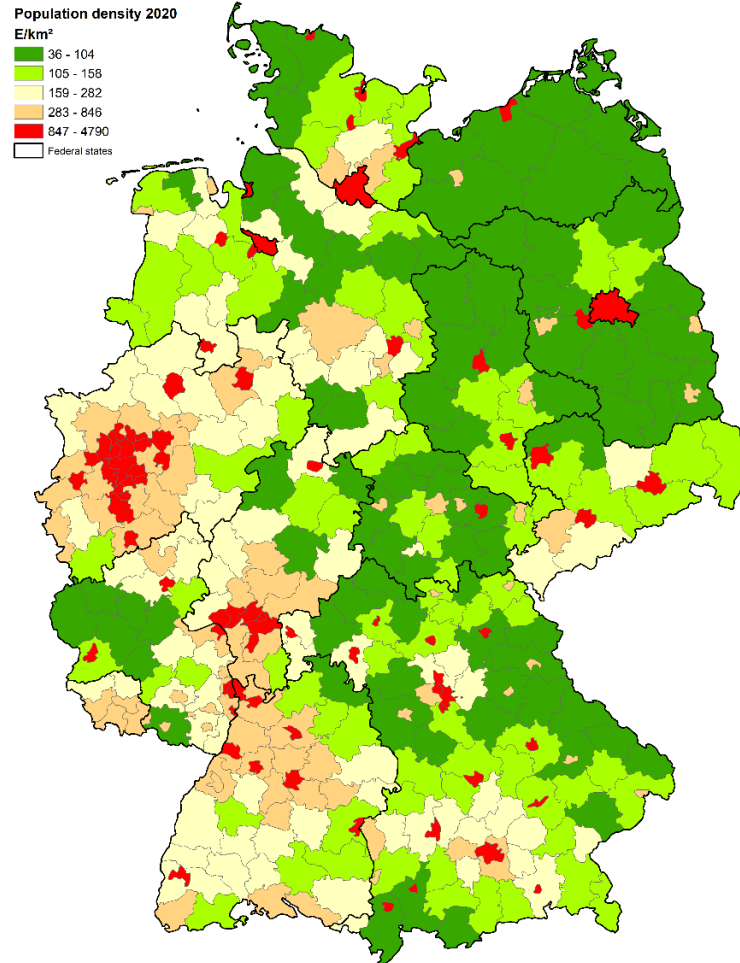 Population density 2020
E/km²
36 - 104
105 - 158
159 - 282
283 - 846
847 - 4790
Federal states